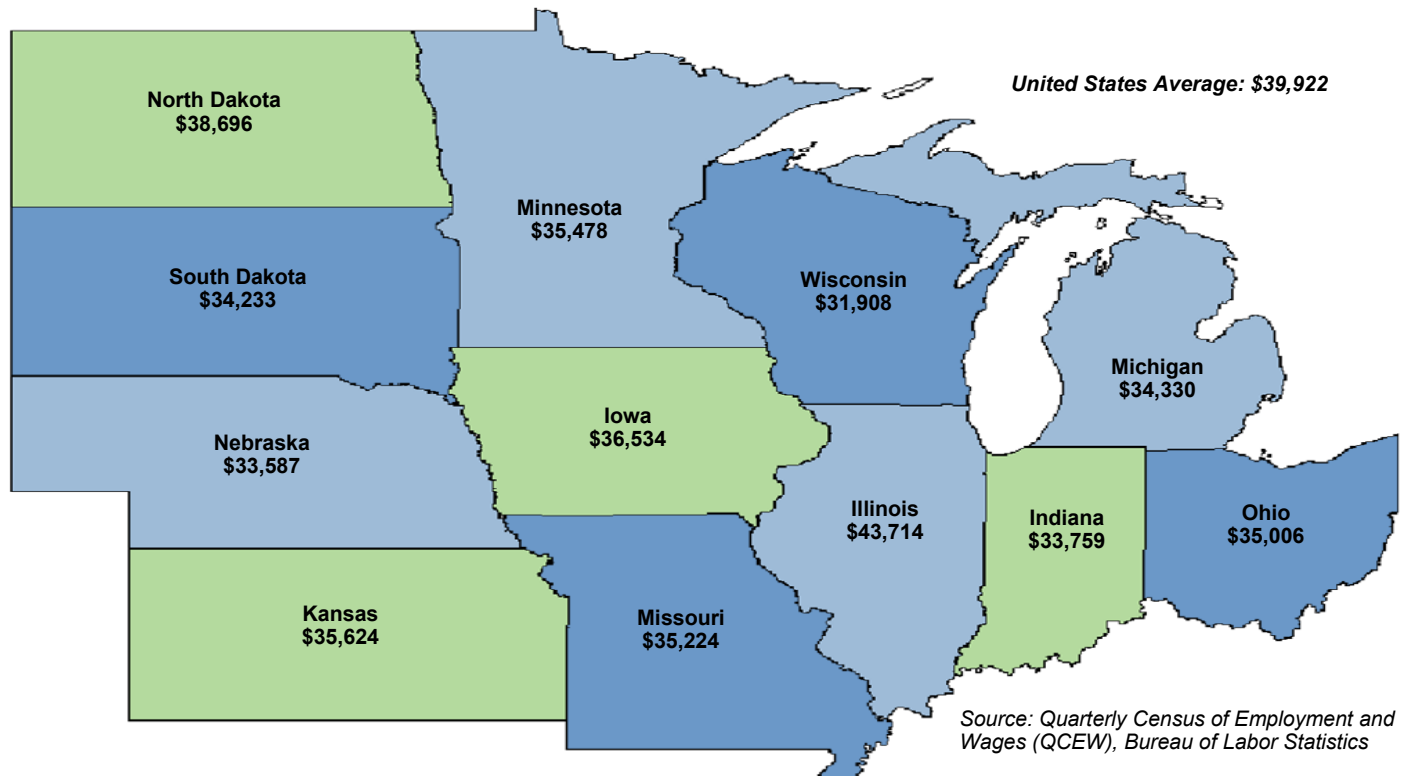 United States Average: $39,922
North Dakota
$38,696
Minnesota
$35,478
South Dakota
$34,233
Wisconsin
$31,908
Michigan
$34,330
Iowa
$36,534
Nebraska
$33,587
Illinois
$43,714
Indiana
$33,759
Ohio
$35,006
Kansas
$35,624
Missouri
$35,224
Source: Quarterly Census of Employment and
Wages (QCEW), Bureau of Labor Statistics